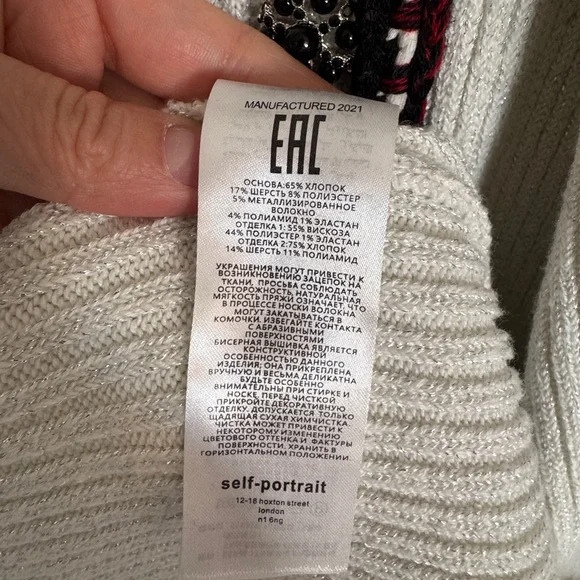 MANUFACTURED 2021
EAC
ОСНОВА:65% ХЛОПОК
17% ШЕРСТЬ 8% ПОЛИЭСТЕР
5% МЕТАЛЛИЗИРОВАННОЕ
ВОЛОКНО
4% ПОЛИАМИД 1% ЭЛАСТАН
ОТДЕЛКА 1: 55% ВИСКОЗА
44% ПОЛИЭСТЕР 1% ЭЛАСТАН
ОТДЕЛКА 2:75% ХЛОПОК
14% ШЕРСТЬ 11% ПОЛИАМИД
УКРАШЕНИЯ МОГУТ ПРИВЕСТИ К
ВОЗНИКНОВЕНИЮ ЗАЦЕПОК НА
ТКАНИ. ПРОСЬБА СОБЛЮДАТЬ
ОСТОРОЖНОСТЬ, НАТУРАЛЬНАЯ
МЯГКОСТЬ ПРЯЖИ ОЗНАЧАЕТ, ЧТО
В ПРОЦЕССЕ НОСКИ ВОЛОКНА
МОГУТ ЗАКАТЫВАТЬСЯ В
КОМОЧКИ. ИЗБЕГАЙТЕ КОНТАКТА
С АБРАЗИВНЫМИ
ПОВЕРХНОСТЯМИ
БИСЕРНАЯ ВЫШИВКА ЯВЛЯЕТСЯ
КОНСТРУКТИВНОЙ
ОСОБЕННОСТЬЮ ДАННОГО
ИЗДЕЛИЯ; ОНА ПРИКРЕПЛЕНА
ВРУЧНУЮ И ВЕСЬМА ДЕЛИКАТНА
БУДЬТЕ ОСОБЕННО
ВНИМАТЕЛЬНЫ ПРИ СТИРКЕ И
НОСКЕ, ПЕРЕД ЧИСТКОЙ
ПРИКРОЙТЕ ДЕКОРАТИВНУЮ
ОТДЕЛКУ. ДОПУСКАЕТСЯ ТОЛЬКО
ЩАДЯЩАЯ СУХАЯ ХИМЧИСТКА.
ЧИСТКА МОЖЕТ ПРИВЕСТИ К
НЕКОТОРОМУ ИЗМЕНЕНИЮ
ЦВЕТОВОГО ОТТЕНКА И ФАКТУРЫ
ПОВЕРХНОСТИ. ХРАНИТЬ В
ГОРИЗОНТАЛЬНОМ ПОЛОЖЕНИИ.
self-portrait
12-18 hoxton street
london
n1 6ng